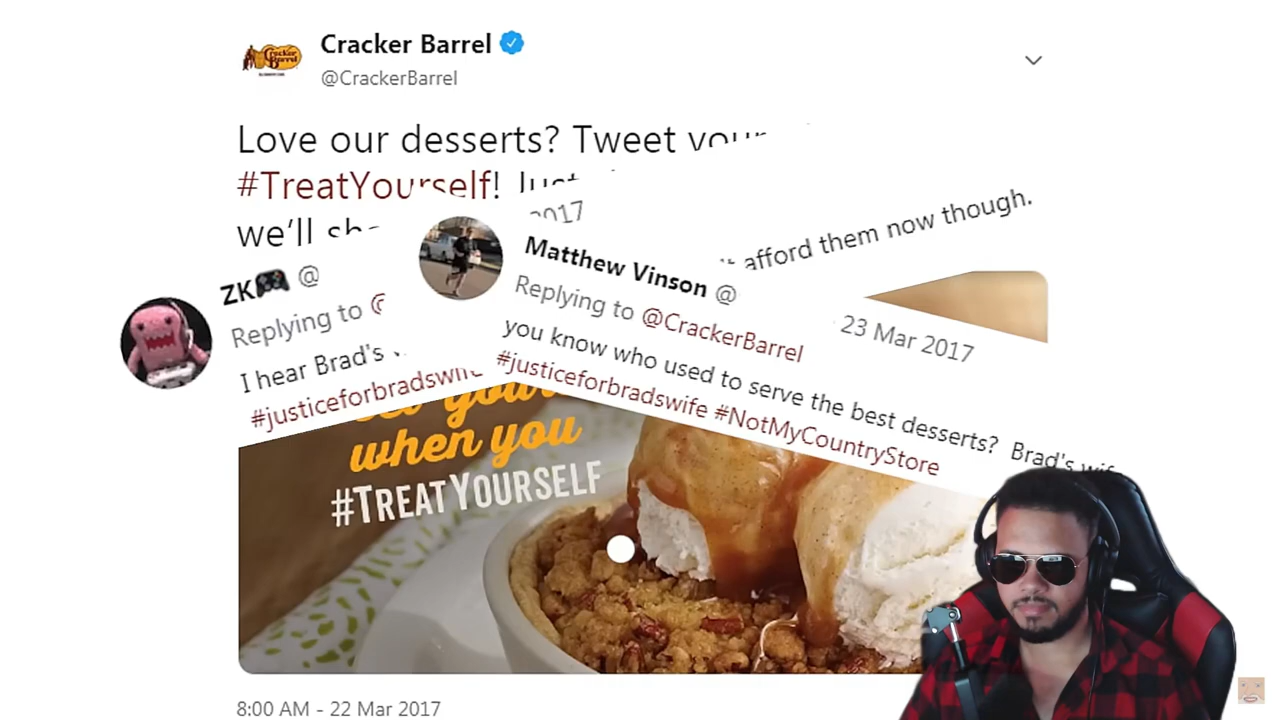 Cracker Barrel
@CrackerBarrel
Love our desserts? Tweet your
#TreatYourself! Just
we'll
2017
afford them now though.
ZK🎮 @
Replying to @
I hear Brad's
#justiceforbradswife
Matthew Vinson @
Replying to @CrackerBarrel
23 Mar 2017
you know who used to serve the best desserts? Brad's wife
#justiceforbradswife #NotMyCountryStore
when you
#TREATYOURSELF
8:00 AM - 22 Mar 2017